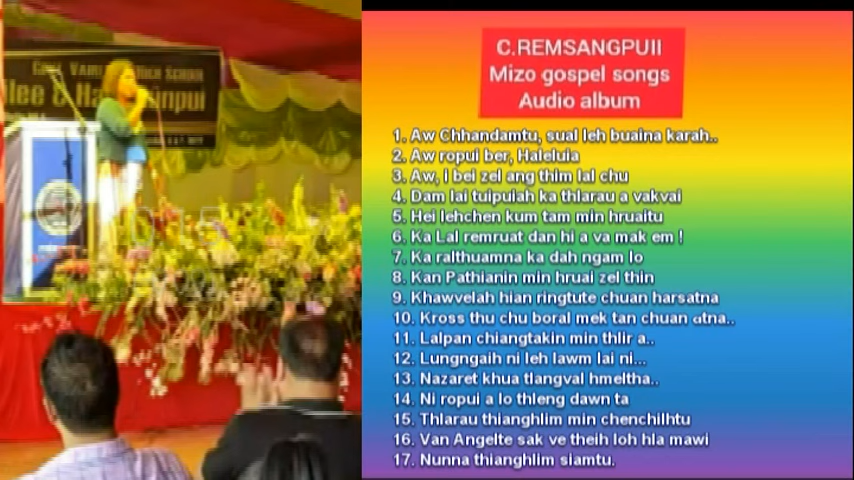 C.REMSANGPUII
Mizo gospel songs
Audio album
1. Aw Chhandamtu, sual leh buaina karah..
2. Aw ropui ber, Haleluia
3. Aw, i bei zel ang thim lal chu
4. Dam lai tuipuiah ka thlarau a vakvai
5. Hei lehchen kum tam min hruaitu
6. Ka Lal remruat dan hi a va mak em !
7. Ka ralthuamna ka dah ngam lo
8. Kan Pathianin min hruai zel thin
9. Khawvelah hian ringtute chuan harsatna
10. Kross thu chu boral mek tan chuan atna..
11. Lalpan chiangtakin min thlir a..
12. Lungngaih ni leh lawm lai ni...
13. Nazaret khua tlangval hmeltha..
14. Ni ropui a lo thleng dawn ta
15. Thlarau thianghlim min chenchilhtu
16. Van Angelte sak ve theih loh hla mawi
17. Nunna thianghlim siamtu.